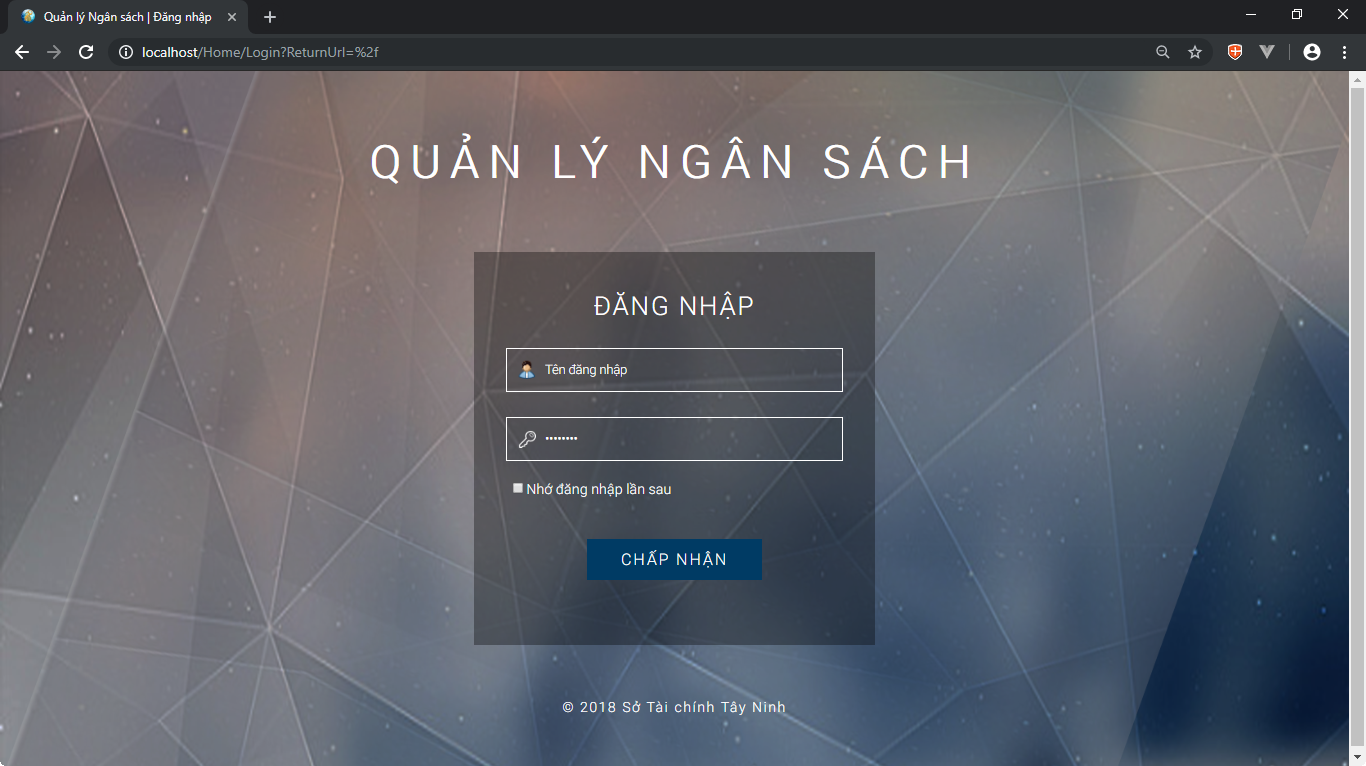 Quản lý Ngân sách | Đăng nhập
localhost/Home/Login?ReturnUrl=%2f
QUẢN LÝ NGÂN SÁCH
ĐĂNG NHẬP
Tên đăng nhập
••••••••
Nhớ đăng nhập lần sau
CHẤP NHẬN
© 2018 Sở Tài chính Tây Ninh